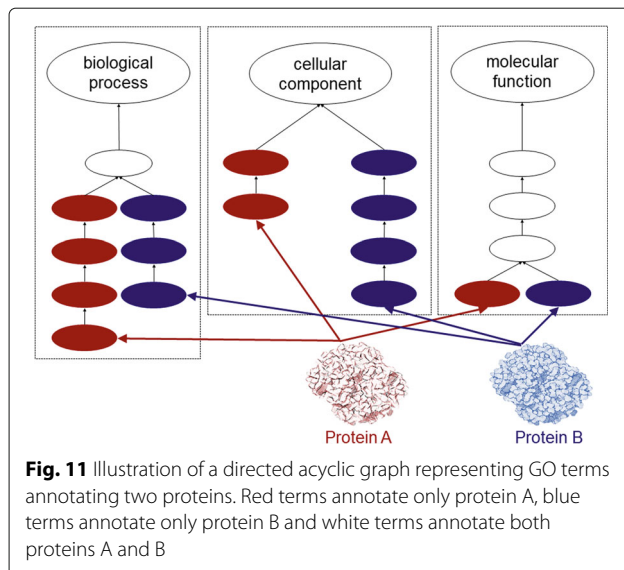 biological
process
cellular
component
molecular
function
Protein A
Protein B
Fig. 11 Illustration of a directed acyclic graph representing GO terms
annotating two proteins. Red terms annotate only protein A, blue
terms annotate only protein B and white terms annotate both
proteins A and B